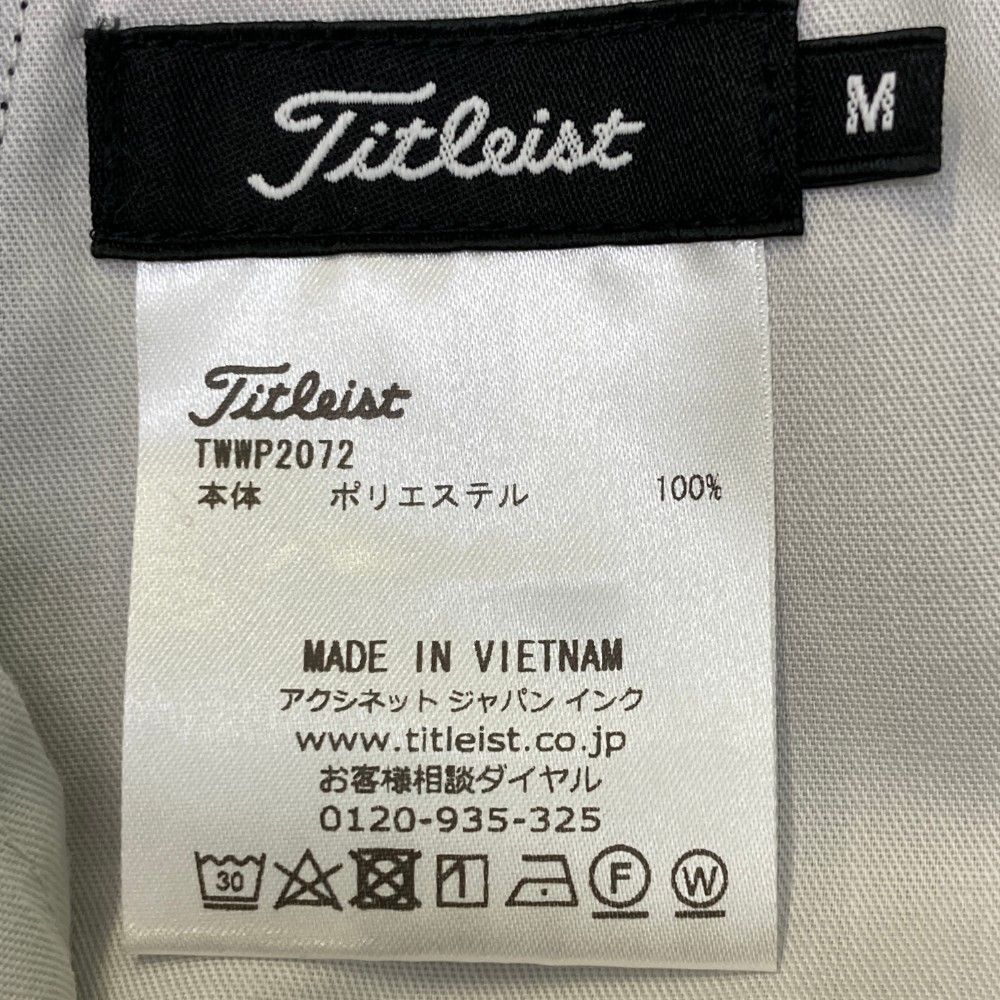 Titleist
M
Titleist
TWWP2072
本体 ポリエステル 100%
MADE IN VIETNAM
アクシネット ジャパン インク
www.titleist.co.jp
お客様相談ダイヤル
0120-935-325
30 F W